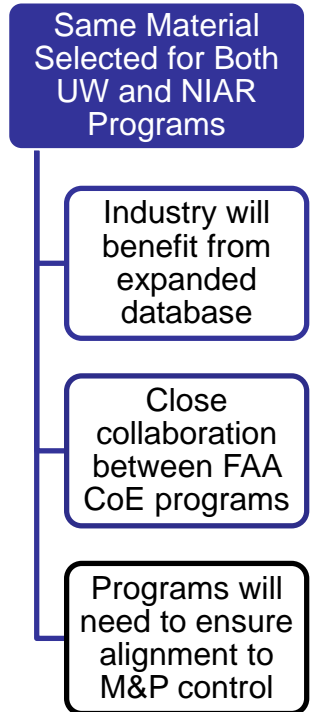 Same Material
Selected for Both
UW and NIAR
Programs
Industry will
benefit from
expanded
database
Close
collaboration
between FAA
CoE programs
Programs will
need to ensure
alignment to
M&P control